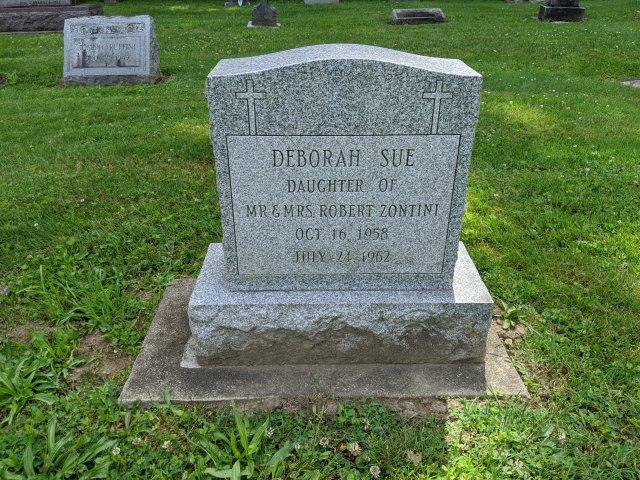 DEBORAH SUE
DAUGHTER OF
MR & MRS. ROBERT ZONTINI
OCT. 16, 1958
JULY 21, 1962